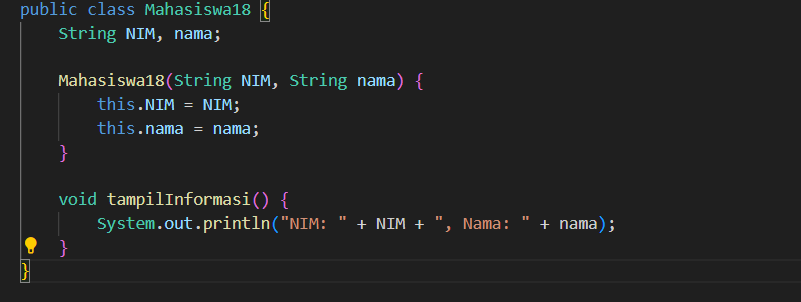 public class Mahasiswa18 {
    String NIM, nama;

    Mahasiswa18(String NIM, String nama) {
        this.NIM = NIM;
        this.nama = nama;
    }

    void tampilInformasi() {
        System.out.println("NIM: " + NIM + ", Nama: " + nama);
    }
}